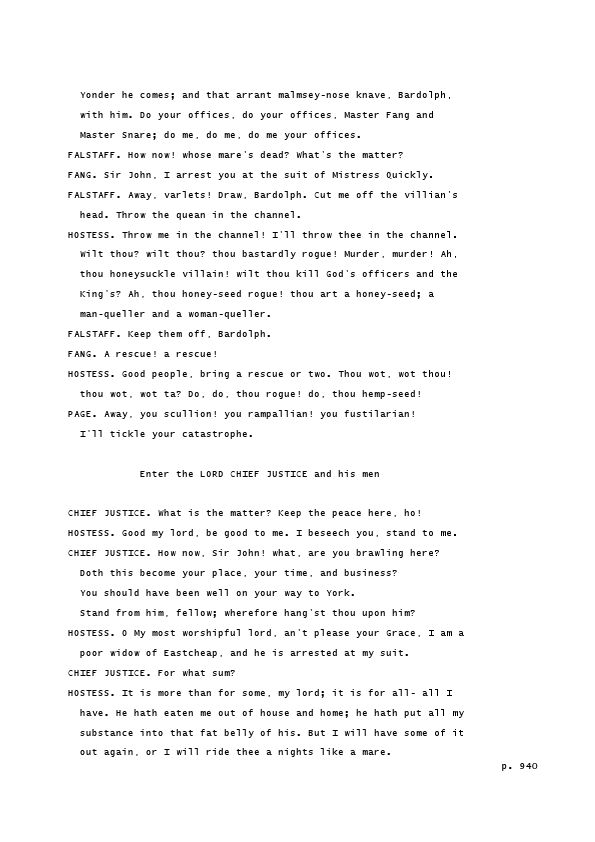 Yonder he comes; and that arrant malmsey-nose knave, Bardolph,
with him. Do your offices, do your offices, Master Fang and
Master Snare; do me, do me, do me your offices.
FALSTAFF. How now! whose mare's dead? What's the matter?
FANG. Sir John, I arrest you at the suit of Mistress Quickly.
FALSTAFF. Away, varlets! Draw, Bardolph. Cut me off the villian's
head. Throw the quean in the channel.
HOSTESS. Throw me in the channel! I'll throw thee in the channel.
Wilt thou? wilt thou? thou bastardly rogue! Murder, murder! Ah,
thou honeysuckle villain! wilt thou kill God's officers and the
King's? Ah, thou honey-seed rogue! thou art a honey-seed; a
man-queller and a woman-queller.
FALSTAFF. Keep them off, Bardolph.
FANG. A rescue! a rescue!
HOSTESS. Good people, bring a rescue or two. Thou wot, wot thou!
thou wot, wot ta? Do, do, thou rogue! do, thou hemp-seed!
PAGE. Away, you scullion! you rampallian! you fustilarian!
I'll tickle your catastrophe.
Enter the LORD CHIEF JUSTICE and his men
CHIEF JUSTICE. What is the matter? Keep the peace here, ho!
HOSTESS. Good my lord, be good to me. I beseech you, stand to me.
CHIEF JUSTICE. How now, Sir John! what, are you brawling here?
Doth this become your place, your time, and business?
You should have been well on your way to York.
Stand from him, fellow; wherefore hang'st thou upon him?
HOSTESS. O My most worshipful lord, an't please your Grace, I am a
poor widow of Eastcheap, and he is arrested at my suit.
CHIEF JUSTICE. For what sum?
HOSTESS. It is more than for some, my lord; it is for all- all I
have. He hath eaten me out of house and home; he hath put all my
substance into that fat belly of his. But I will have some of it
out again, or I will ride thee a nights like a mare.
p. 940